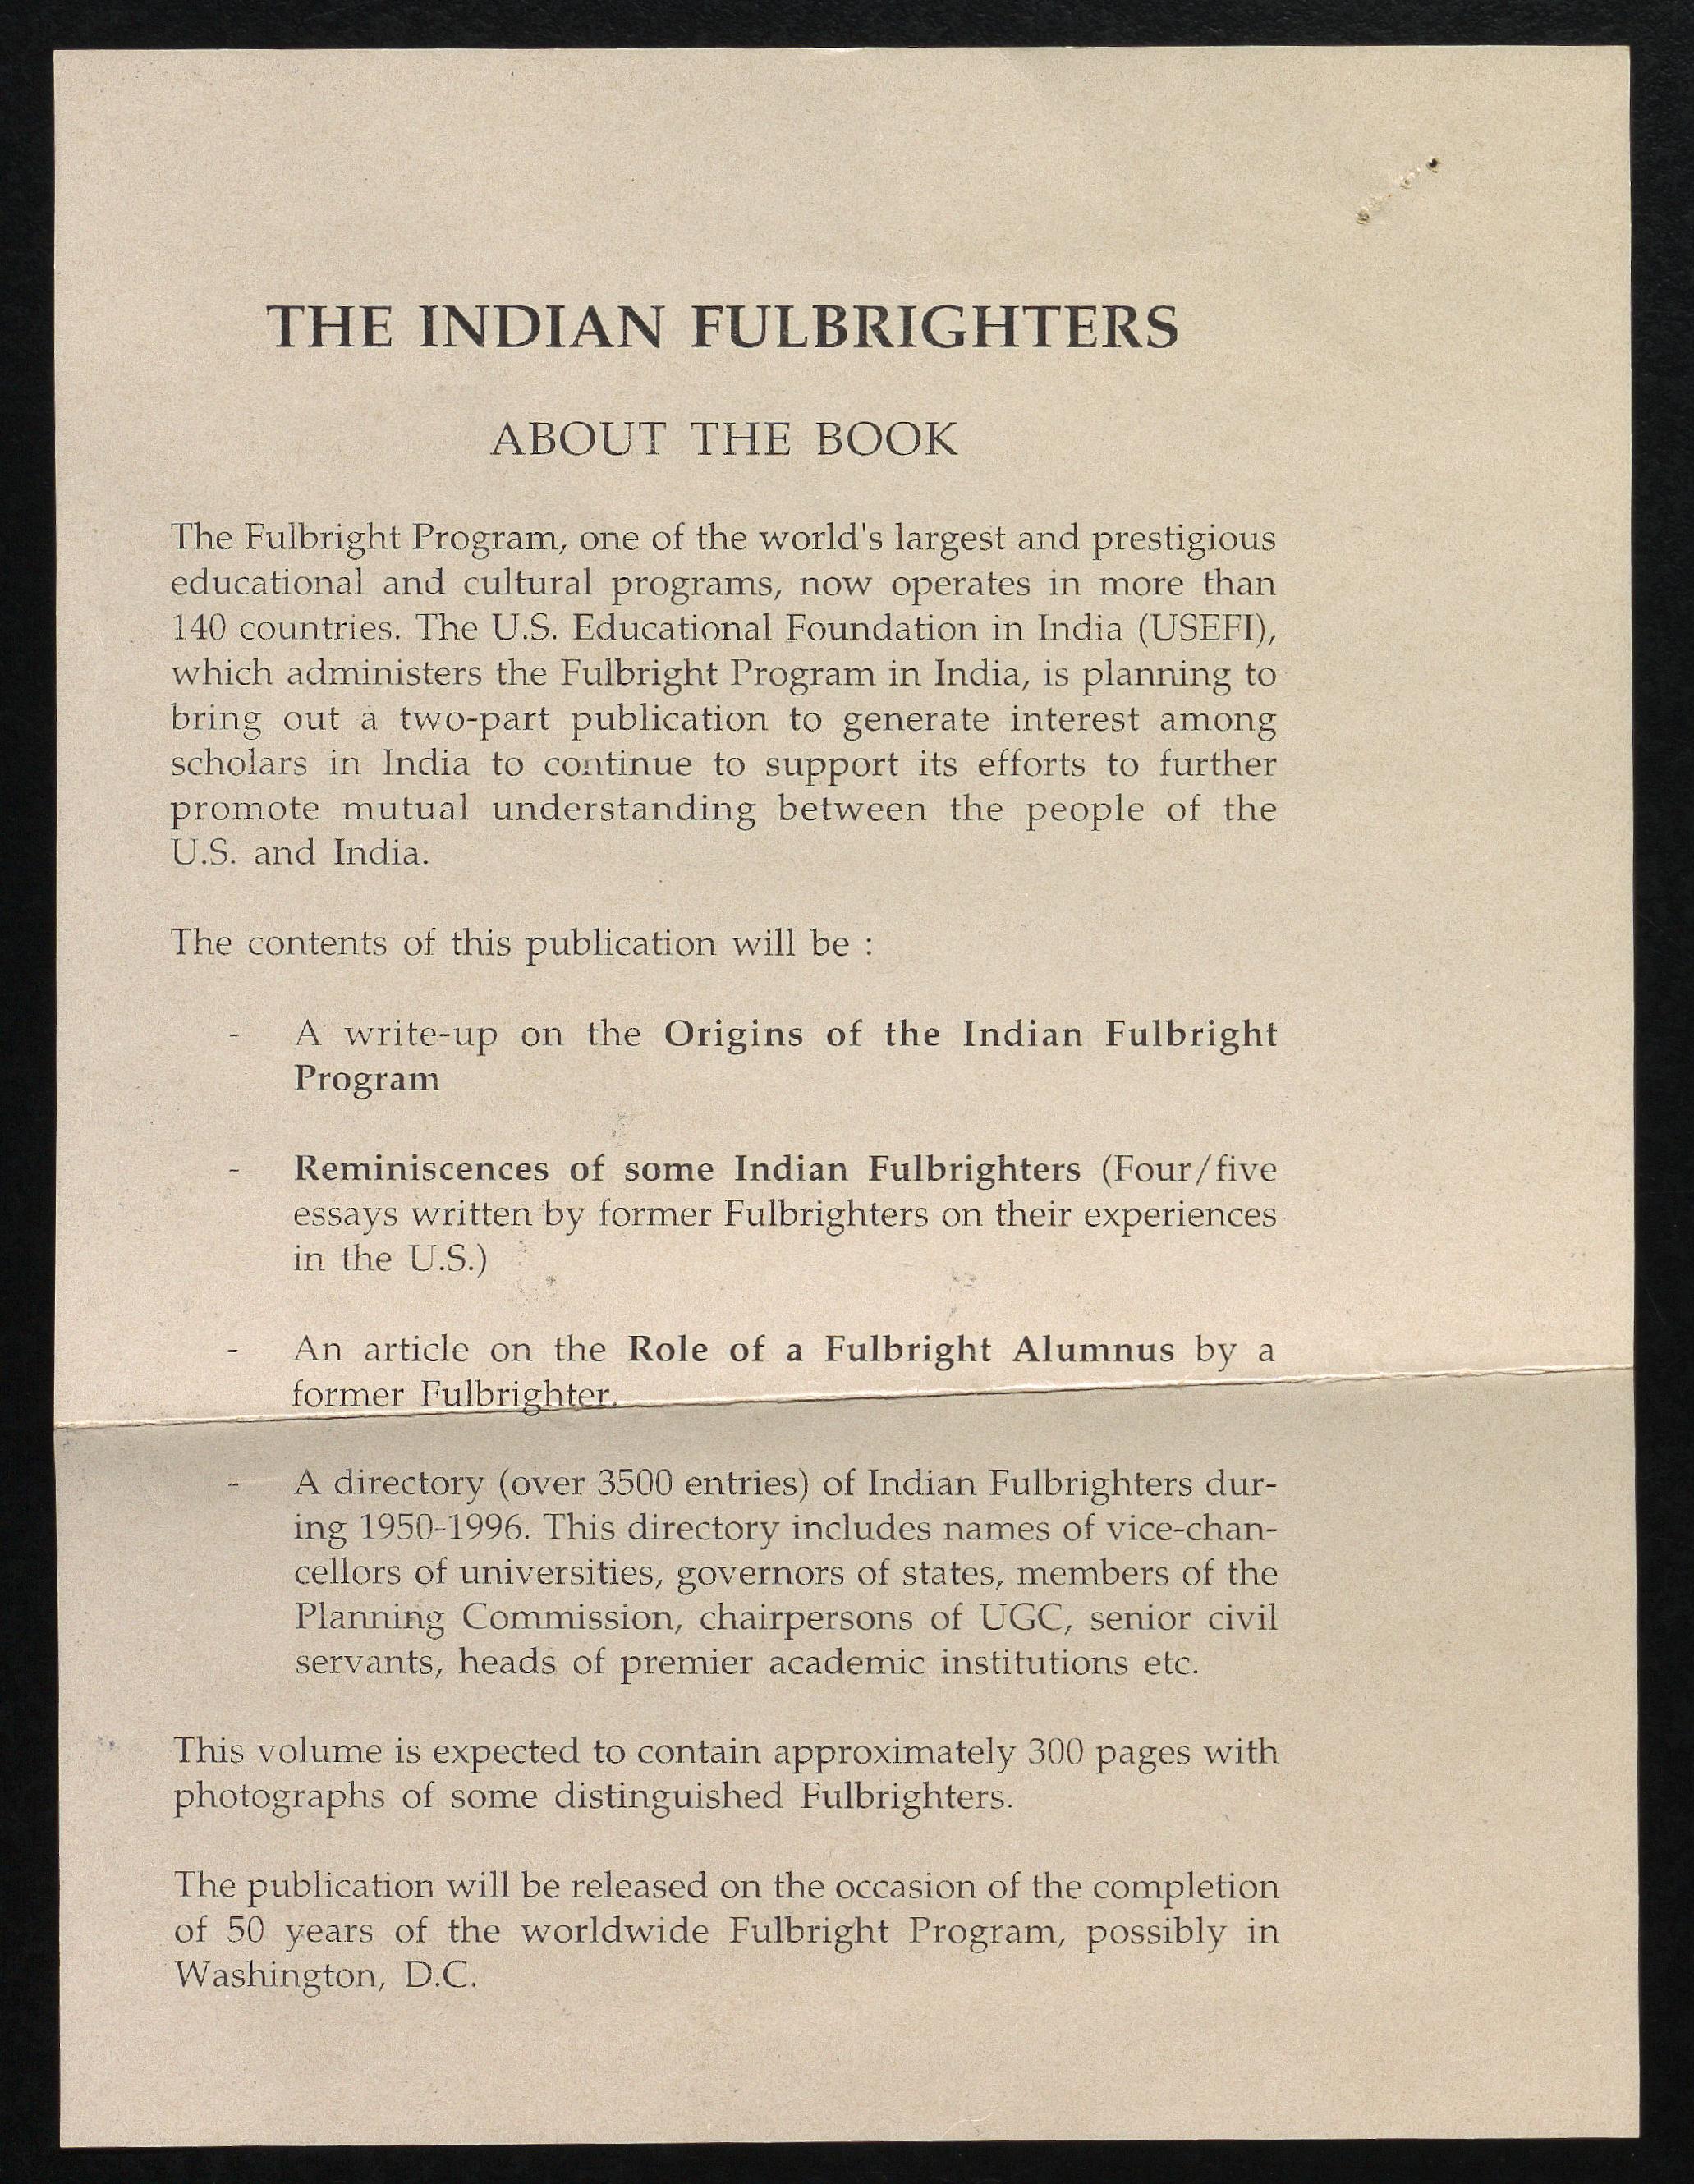 THE INDIAN FULBRIGHTERS
ABOUT THE BOOK
The Fulbright Program, one of the world's largest and prestigious
educational and cultural programs, now operates in more than
140 countries. The U.S. Educational Foundation in India (USEFI),
which administers the Fulbright Program in India, is planning to
bring out a two-part publication to generate interest among
scholars in India to continue to support its efforts to further
promote mutual understanding between the people of the
U.S. and India.
The contents of this publication will be :
- A write-up on the Origins of the Indian Fulbright
Program
- Reminiscences of some Indian Fulbrighters (Four/five
essays written by former Fulbrighters on their experiences
in the U.S.)
- An article on the Role of a Fulbright Alumnus by a
former Fulbrighter.
- A directory (over 3500 entries) of Indian Fulbrighters dur-
ing 1950-1996. This directory includes names of vice-chan-
cellors of universities, governors of states, members of the
Planning Commission, chairpersons of UGC, senior civil
servants, heads of premier academic institutions etc.
This volume is expected to contain approximately 300 pages with
photographs of some distinguished Fulbrighters.
The publication will be released on the occasion of the completion
of 50 years of the worldwide Fulbright Program, possibly in
Washington, D.C.